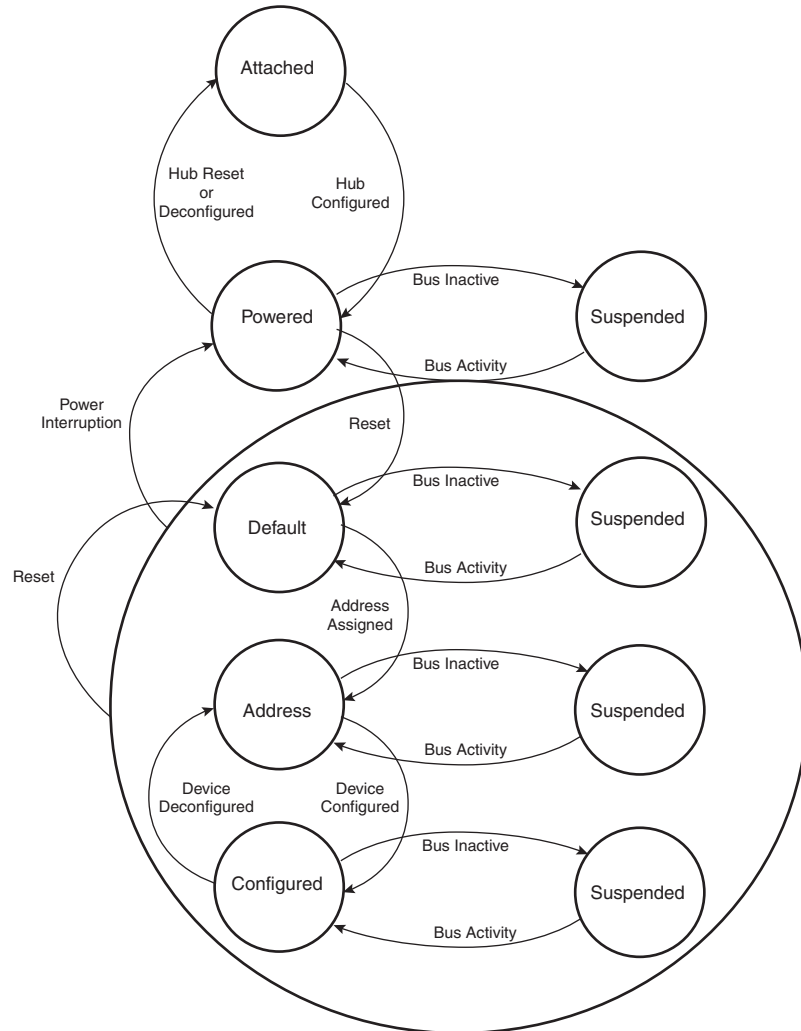 Attached
Hub Reset
or
Deconfigured
Hub
Configured
Bus Inactive
Powered
Suspended
Bus Activity
Power
Interruption
Reset
Bus Inactive
Default
Suspended
Bus Activity
Reset
Address
Assigned
Bus Inactive
Address
Suspended
Bus Activity
Device
Deconfigured
Device
Configured
Bus Inactive
Configured
Suspended
Bus Activity